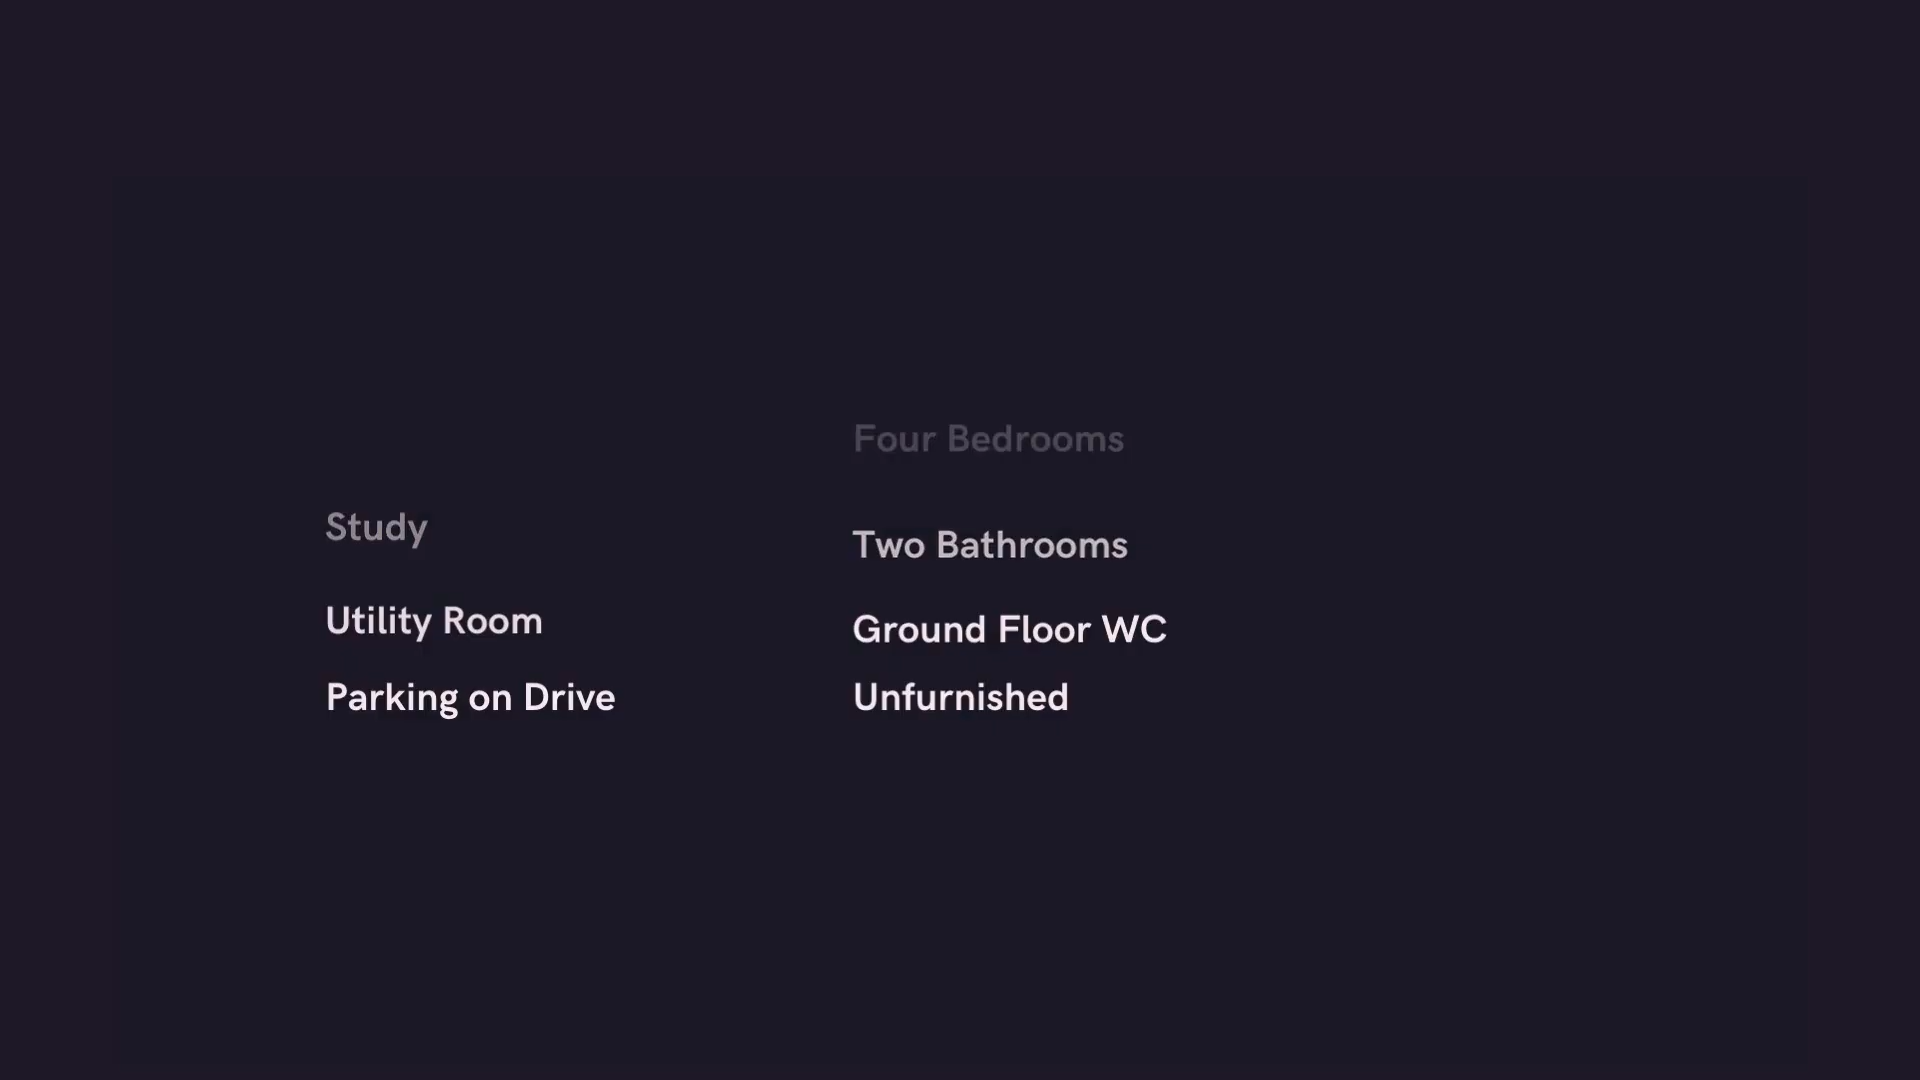 Study
Utility Room
Parking on Drive
Four Bedrooms
Two Bathrooms
Ground Floor WC
Unfurnished